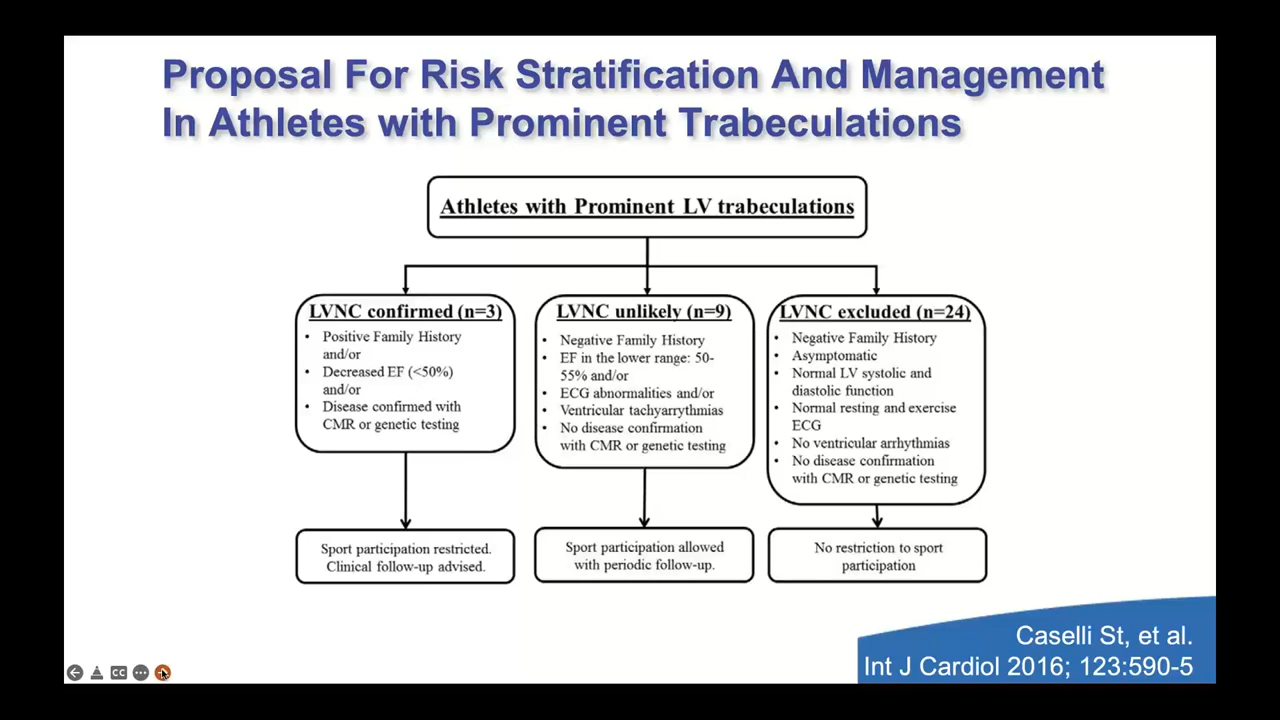 Proposal For Risk Stratification And Management
In Athletes with Prominent Trabeculations
Athletes with Prominent LV trabeculations
LVNC confirmed (n=3)
• Positive Family History
and/or
• Decreased EF (<50%)
and/or
• Disease confirmed with
CMR or genetic testing
Sport participation restricted.
Clinical follow-up advised.
LVNC unlikely (n=9)
• Negative Family History
• EF in the lower range: 50-
55% and/or
• ECG abnormalities and/or
• Ventricular tachyarrythmias
• No disease confirmation
with CMR or genetic testing
Sport participation allowed
with periodic follow-up.
LVNC excluded (n=24)
• Negative Family History
• Asymptomatic
• Normal LV systolic and
diastolic function
• Normal resting and exercise
ECG
• No ventricular arrhythmias
• No disease confirmation
with CMR or genetic testing
No restriction to sport
participation
Caselli St, et al.
Int J Cardiol 2016; 123:590-5
CC